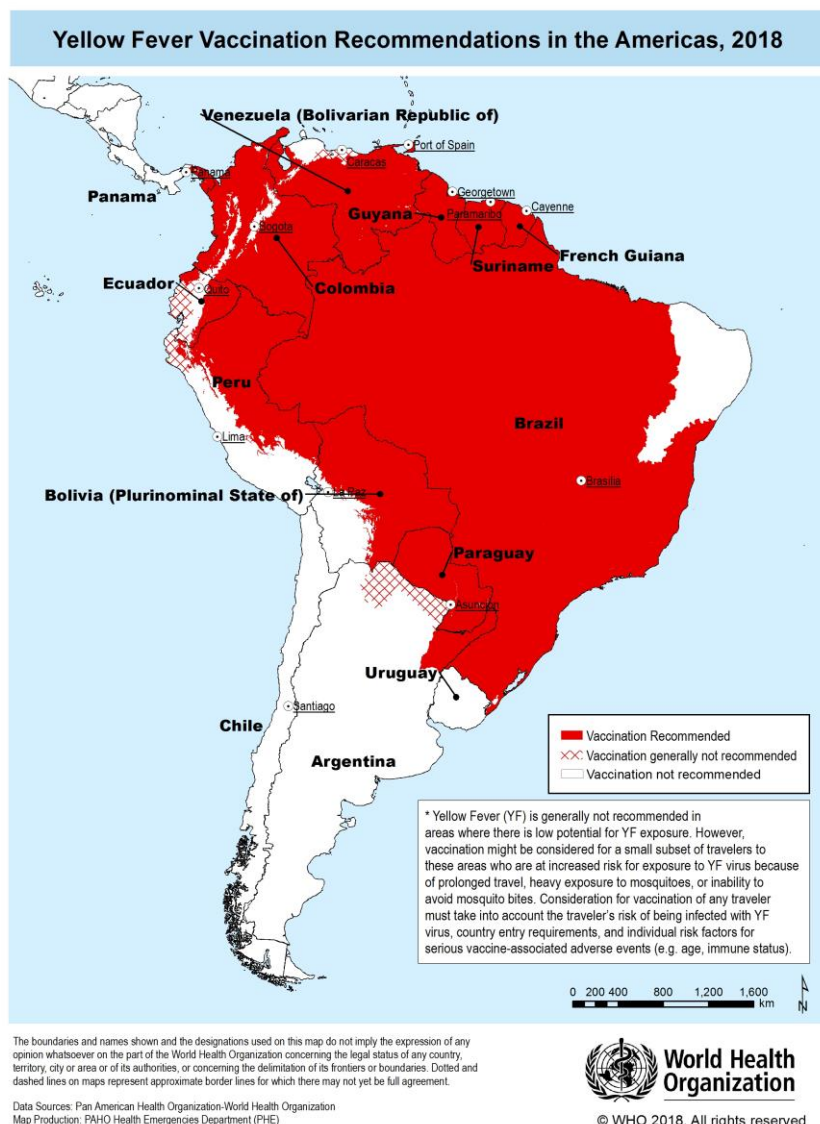 Yellow Fever Vaccination Recommendations in the Americas, 2018
Venezuela (Bolivarian Republic of)
Port of Spain
Caracas
Panama
Panama
Georgetown
Cayenne
Guyana
Paramaribo
Bogota
French Guiana
Suriname
Ecuador
Quito
Colombia
Peru
Brazil
Lima
Brasilia
Bolivia (Plurinominal State of)
La Paz
Paraguay
Asuncion
Uruguay
Santiago
Chile
Argentina
Vaccination Recommended
Vaccination generally not recommended
Vaccination not recommended
* Yellow Fever (YF) is generally not recommended in
areas where there is low potential for YF exposure. However,
vaccination might be considered for a small subset of travelers to
these areas who are at increased risk for exposure to YF virus because
of prolonged travel, heavy exposure to mosquitoes, or inability to
avoid mosquito bites. Consideration for vaccination of any traveler
must take into account the traveler's risk of being infected with YF
virus, country entry requirements, and individual risk factors for
serious vaccine-associated adverse events (e.g. age, immune status).
0 200 400 800 1,200 1,600
km
N
The boundaries and names shown and the designations used on this map do not imply the expression of any
opinion whatsoever on the part of the World Health Organization concerning the legal status of any country,
territory, city or area or of its authorities, or concerning the delimitation of its frontiers or boundaries. Dotted and
dashed lines on maps represent approximate border lines for which there may not yet be full agreement.
Data Sources: Pan American Health Organization-World Health Organization
Map Production: PAHO Health Emergencies Department (PHE)
World Health
Organization
© WHO 2018. All rights reserved